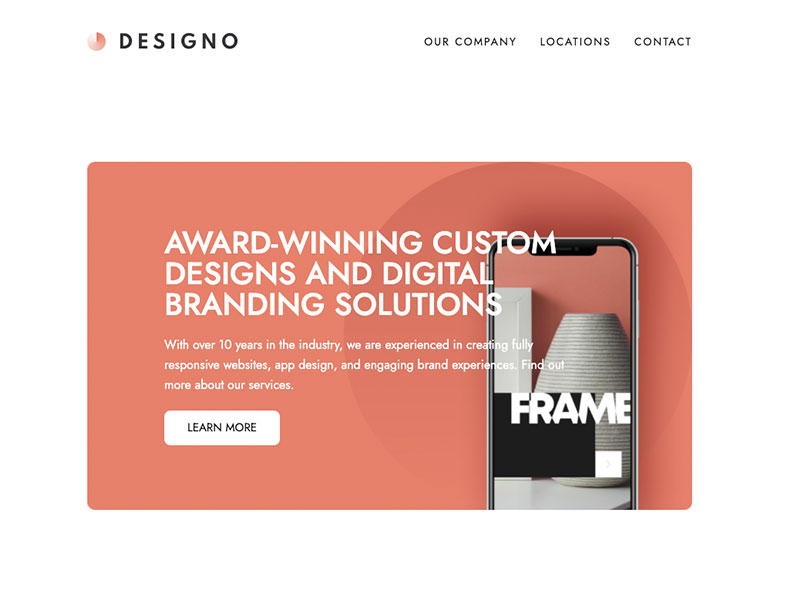 DESIGNO
OUR COMPANY LOCATIONS CONTACT
AWARD-WINNING CUSTOM
DESIGNS AND DIGITAL
BRANDING SOLUTIONS
With over 10 years in the industry, we are experienced in creating fully
responsive websites, app design, and engaging brand experiences. Find out
more about our services.
LEARN MORE
FRAME